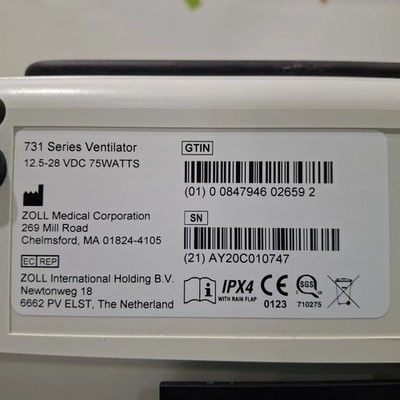 731 Series Ventilator
12.5-28 VDC 75WATTS
ZOLL Medical Corporation
269 Mill Road
Chelmsford, MA 01824-4105
EC REP
ZOLL International Holding B.V.
Newtonweg 18
6662 PV ELST, The Netherland
GTIN
(01) 0 0847946 02659 2
SN
(21) AY20C010747
IPX4
WITH RAIN FLAP
CE
0123
SGS
710275